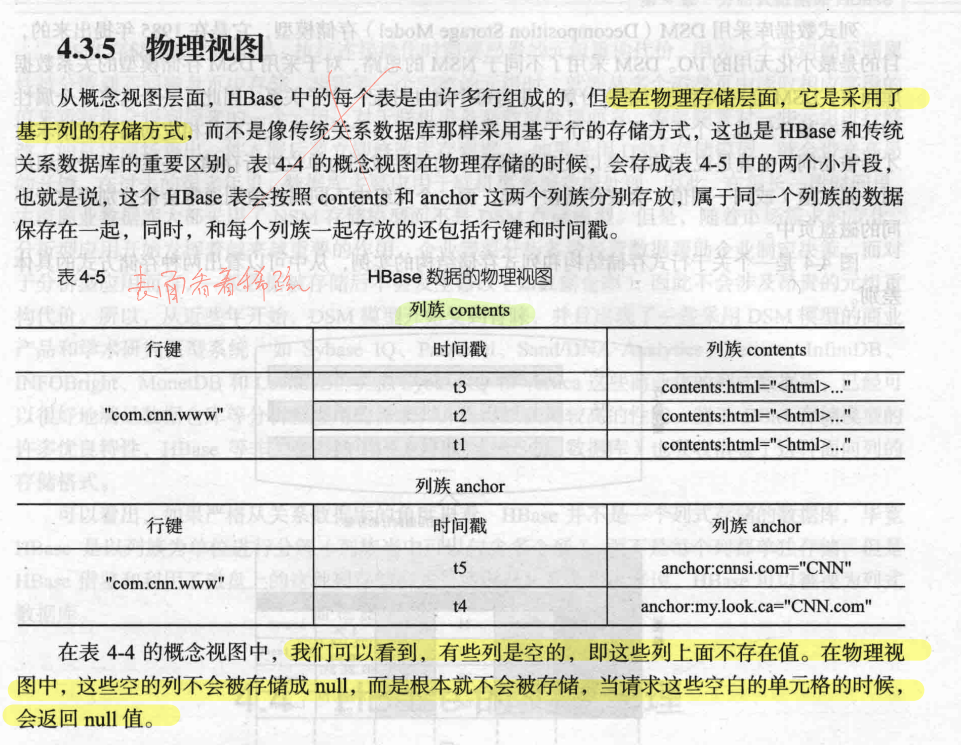 4.3.5 物理视图
从概念视图层面，HBase 中的每个表是由许多行组成的，但是在物理存储层面，它是采用了
基于列的存储方式，而不是像传统关系数据库那样采用基于行的存储方式，这也是 HBase 和传统
关系数据库的重要区别。表 4-4 的概念视图在物理存储的时候，会存成表 4-5 中的两个小片段，
也就是说，这个 HBase 表会按照 contents 和 anchor 这两个列族分别存放，属于同一个列族的数据
保存在一起，同时，和每个列族一起存放的还包括行键和时间戳。
表 4-5 去看着稀疏 HBase 数据的物理视图
列族 contents
行键 时间戳 列族 contents
t3 contents:html="<html>..."
"com.cnn.www" t2 contents:html="<html>..."
t1 contents:html="<html>..."
列族 anchor
行键 时间戳 列族 anchor
t5 anchor:cnnsi.com="CNN"
"com.cnn.www"
t4 anchor:my.look.ca="CNN.com"
在表 4-4 的概念视图中，我们可以看到，有些列是空的，即这些列上面不存在值。在物理视
图中，这些空的列不会被存储成 null，而是根本就不会被存储，当请求这些空白的单元格的时候，
会返回 null 值。